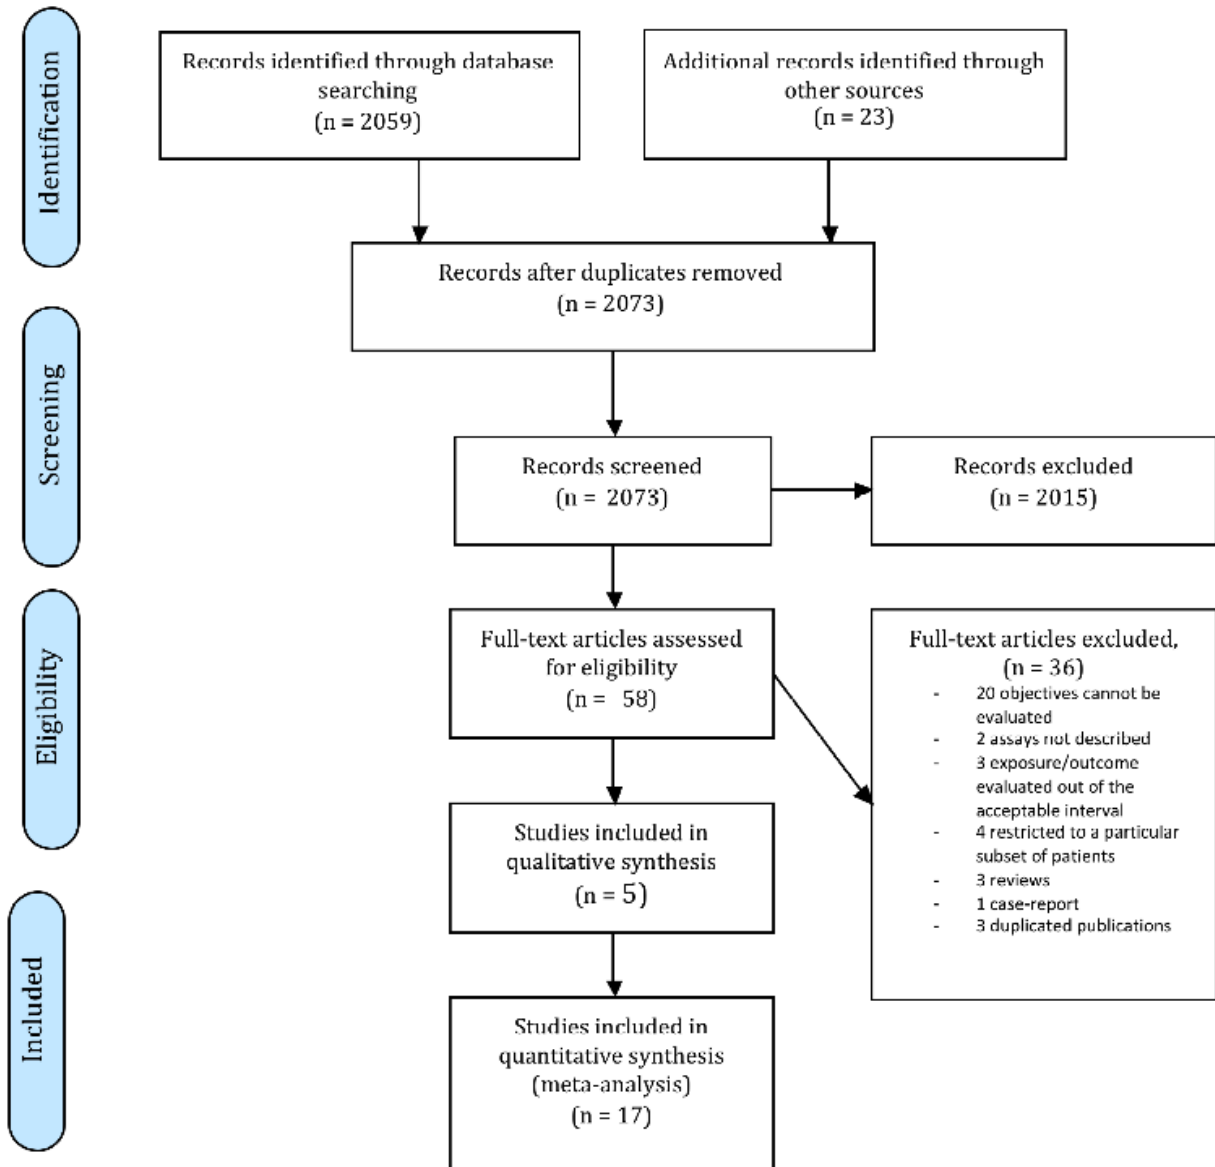 Identification
Records identified through database
searching
(n = 2059)
Additional records identified through
other sources
(n = 23)
Records after duplicates removed
(n = 2073)
Screening
Records screened
(n = 2073)
Records excluded
(n = 2015)
Eligibility
Full-text articles assessed
for eligibility
(n = 58)
Full-text articles excluded,
(n = 36)
- 20 objectives cannot be
evaluated
- 2 assays not described
- 3 exposure/outcome
evaluated out of the
acceptable interval
- 4 restricted to a particular
subset of patients
- 3 reviews
- 1 case-report
- 3 duplicated publications
Studies included in
qualitative synthesis
(n = 5)
Included
Studies included in
quantitative synthesis
(meta-analysis)
(n = 17)